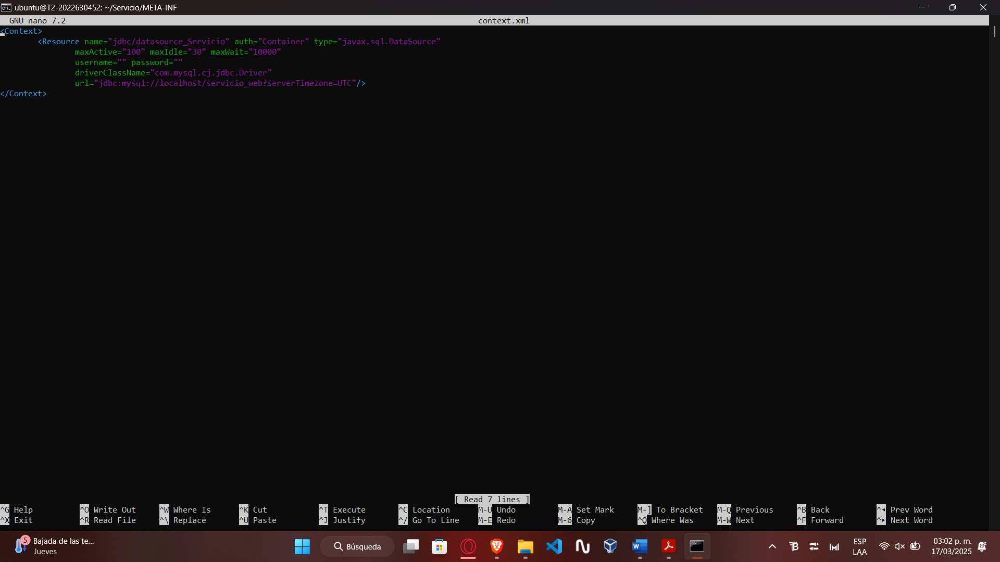 ubuntu@T2-2022630452: ~/Servicio/META-INF
GNU nano 7.2 context.xml
<Context>
<Resource name="jdbc/datasource_Servicio" auth="Container" type="javax.sql.DataSource"
maxActive="100" maxIdle="30" maxWait="10000"
username="" password=""
driverClassName="com.mysql.cj.jdbc.Driver"
url="jdbc:mysql://localhost/servicio_web?serverTimezone=UTC"/>
</Context>
[ Read 7 lines ]
^G Help ^O Write Out ^W Where Is ^K Cut ^T Execute ^C Location M-U Undo M-A Set Mark M-] To Bracket M-Q Previous ^B Back ^◂ Prev Word
^X Exit ^R Read File ^\ Replace ^U Paste ^J Justify ^/ Go To Line M-E Redo M-6 Copy ^Q Where Was M-W Next ^F Forward ^▸ Next Word
5 Bajada de las te...
Jueves
Búsqueda
ESP
LAA
03:02 p. m.
17/03/2025